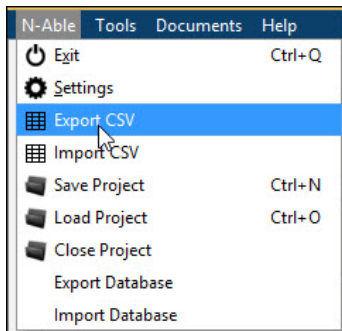 N-Able Tools Documents Help
Exit Ctrl+Q
Settings
Export CSV
Import CSV
Save Project Ctrl+N
Load Project Ctrl+O
Close Project
Export Database
Import Database